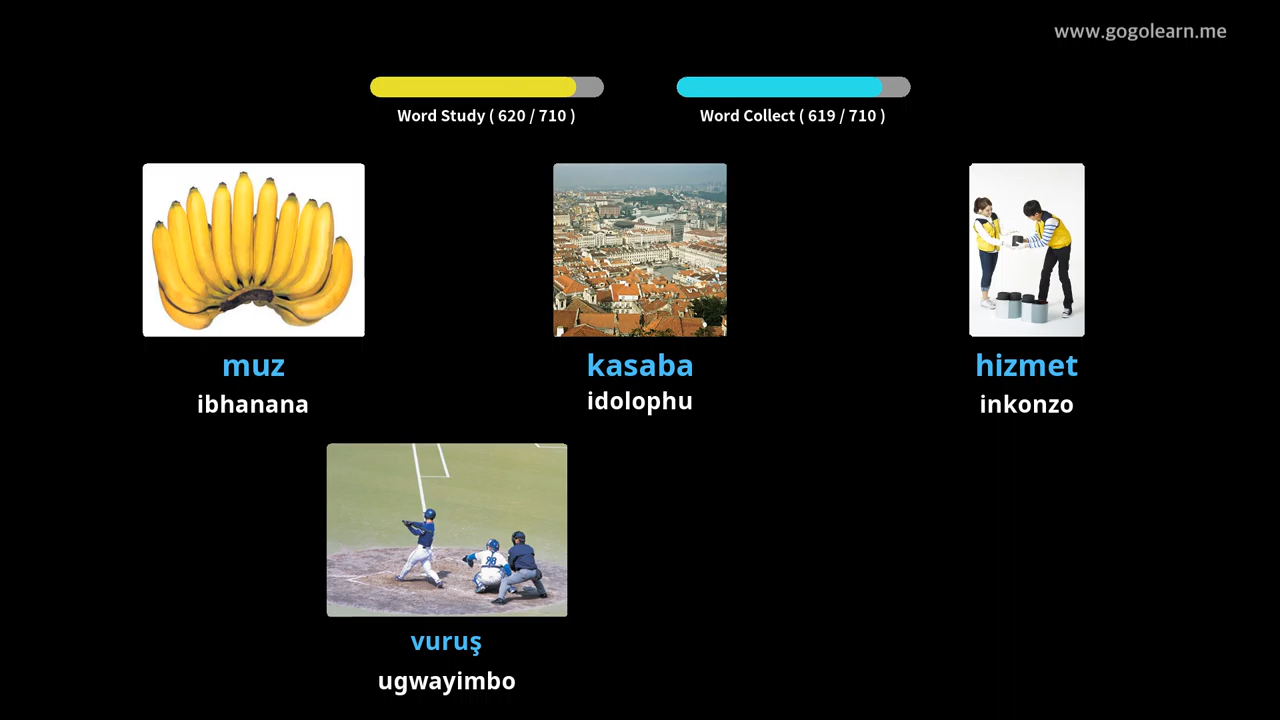 www.gogolearn.me
Word Study ( 620 / 710 )
Word Collect ( 619 / 710 )
muz
ibhanana
kasaba
idolophu
hizmet
inkonzo
vuruş
ugwayimbo